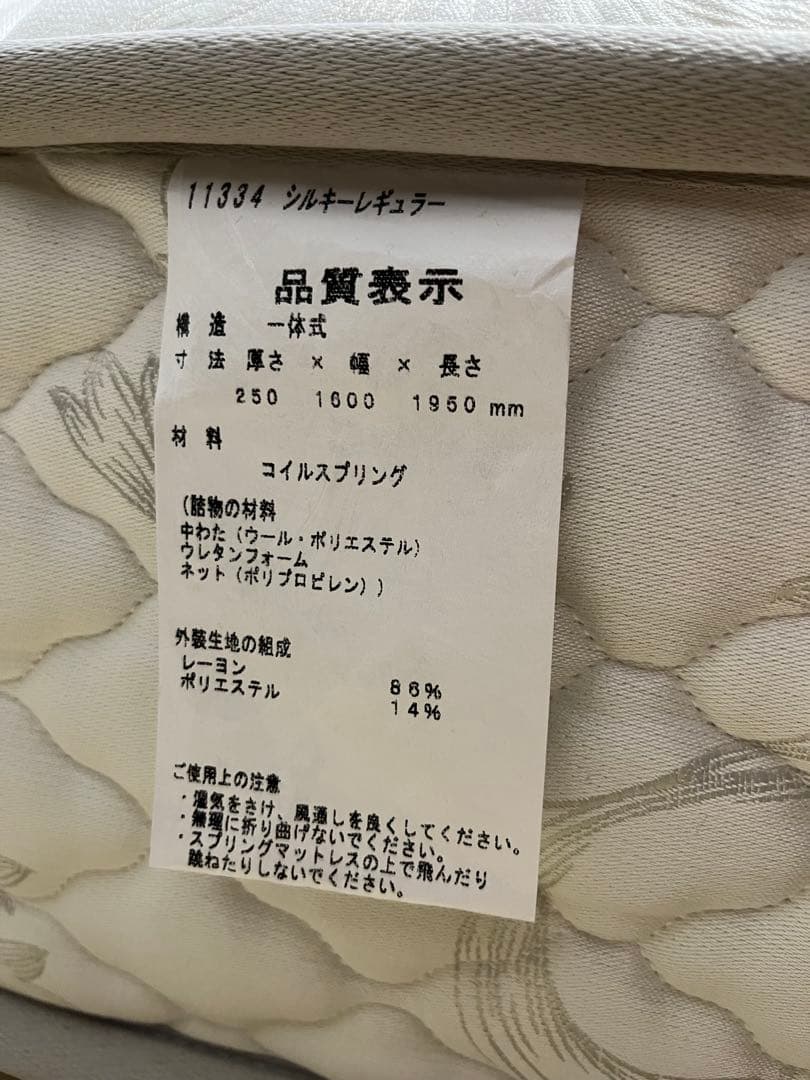 11334 シルキーレギュラー
品質表示
構 造 一体式
寸 法 厚さ × 幅 × 長さ
250 1600 1950 mm
材 料
コイルスプリング
(詰物の材料
中わた(ウール・ポリエステル)
ウレタンフォーム
ネット(ポリプロピレン))
外装生地の組成
レーヨン 86%
ポリエステル 14%
ご使用上の注意
・湿気をさけ、風通しを良くしてください。
・無理に折り曲げないでください。
・スプリングマットレスの上で飛んだり
跳ねたりしないでください。